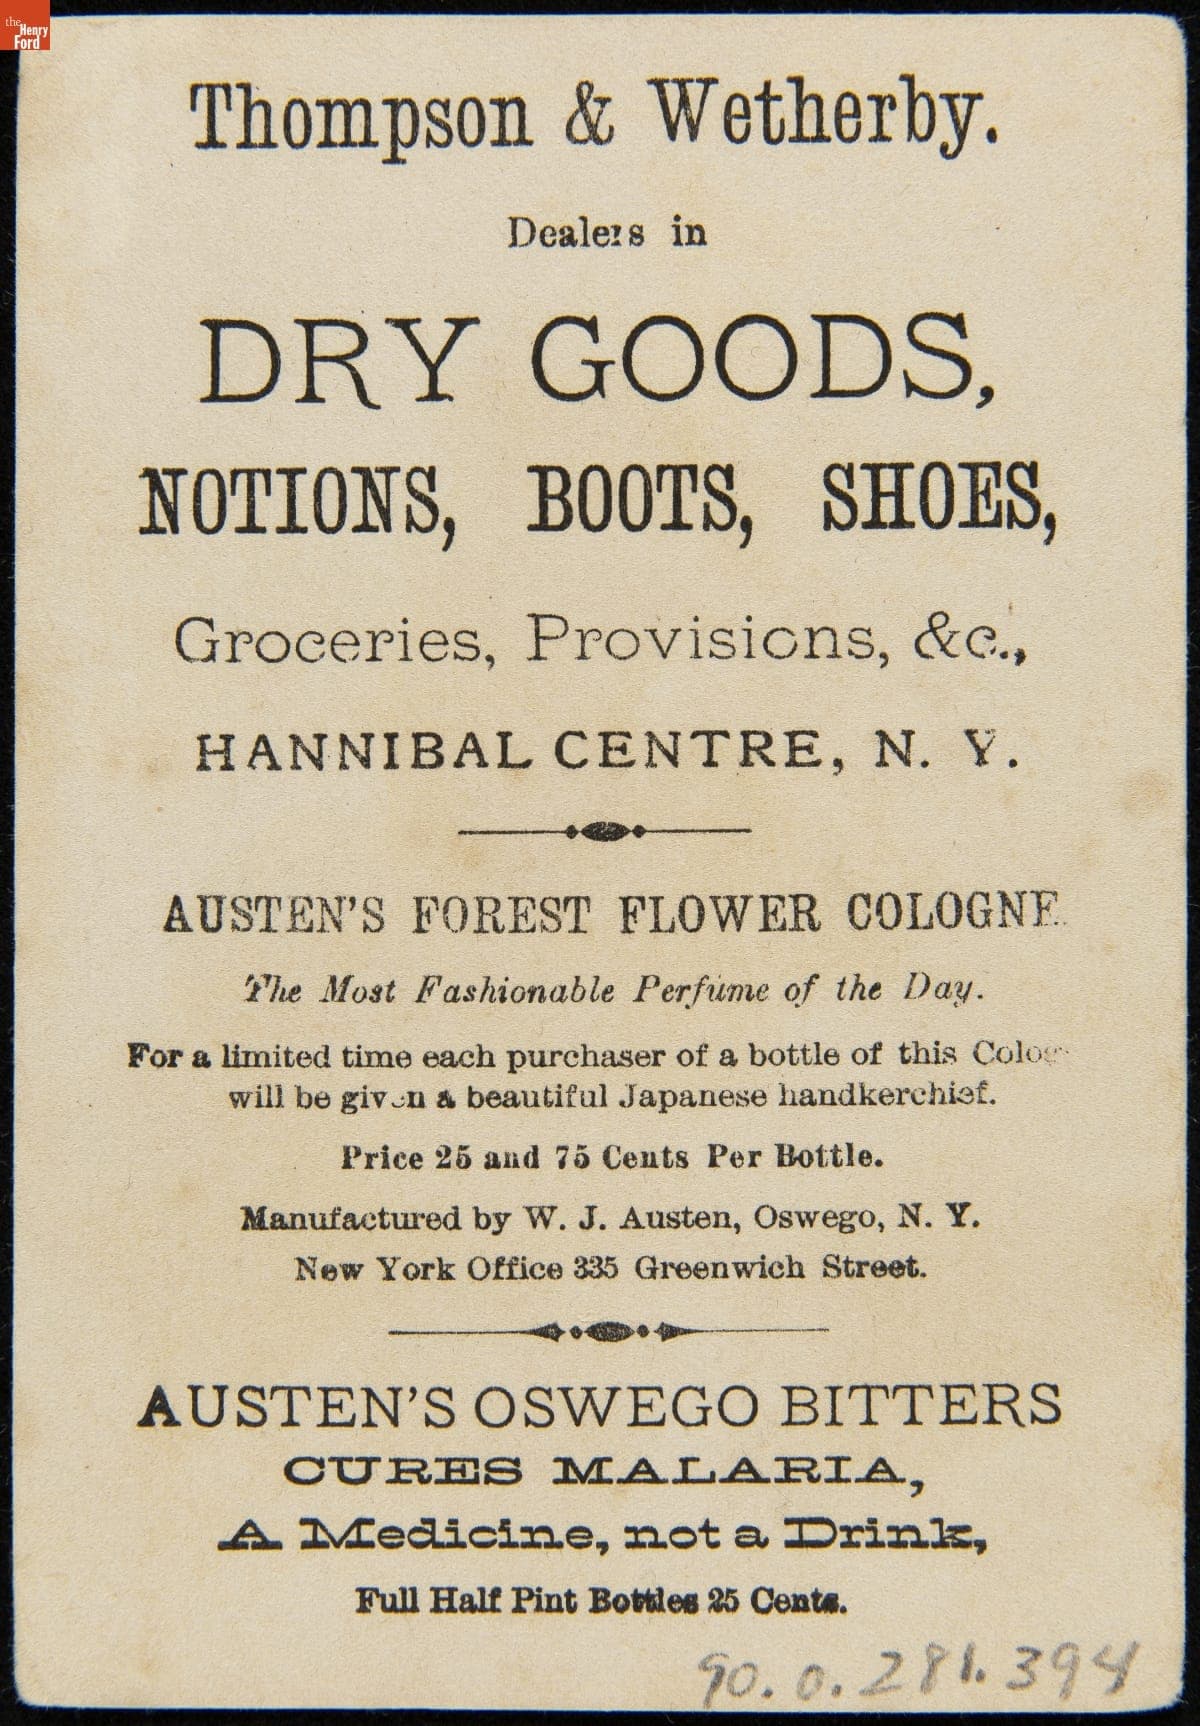 the
Henry
Ford
Thompson & Wetherby.
Dealers in
DRY GOODS,
NOTIONS, BOOTS, SHOES,
Groceries, Provisions, &c.,
HANNIBAL CENTRE, N. Y.
AUSTEN'S FOREST FLOWER COLOGNE
The Most Fashionable Perfume of the Day.
For a limited time each purchaser of a bottle of this Colog
will be given a beautiful Japanese handkerchief.
Price 25 and 75 Cents Per Bottle.
Manufactured by W. J. Austen, Oswego, N. Y.
New York Office 335 Greenwich Street.
AUSTEN'S OSWEGO BITTERS
CURES MALARIA,
A Medicine, not a Drink,
Full Half Pint Bottles 25 Cents.
90.0.281.394